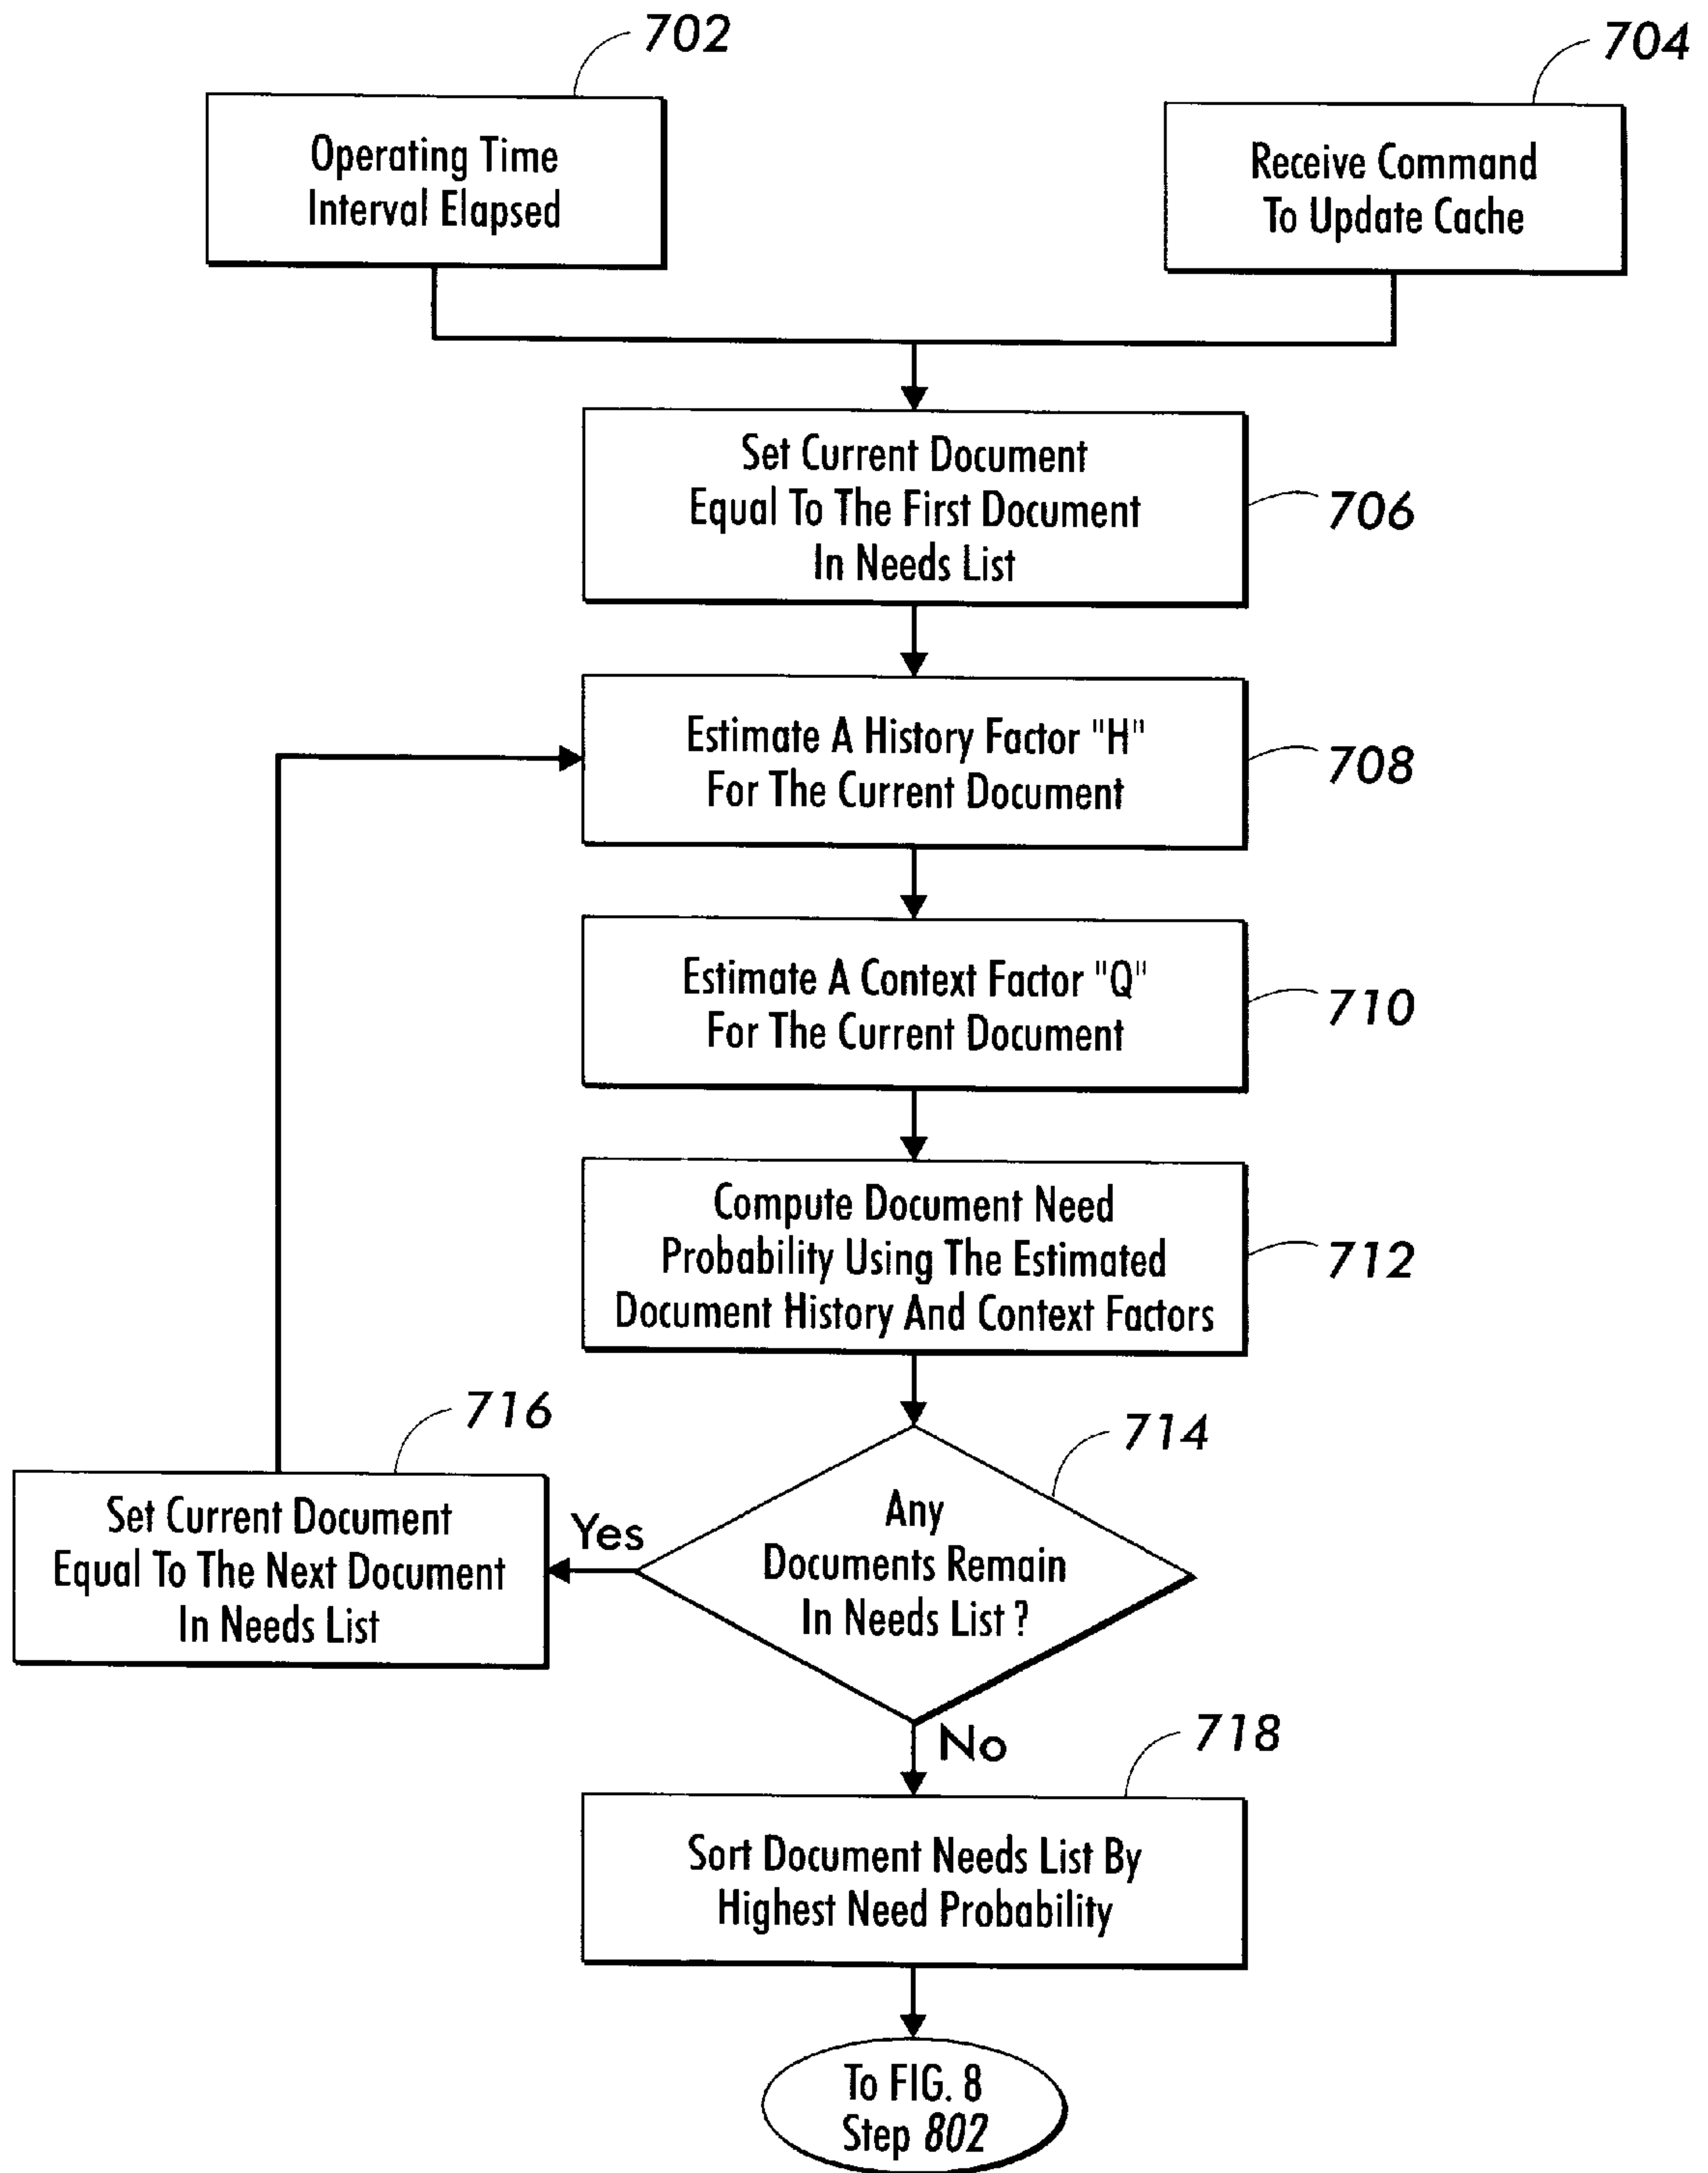 702
704
Operating Time
Interval Elapsed
Receive Command
To Update Cache
Set Current Document
Equal To The First Document
In Needs List
706
Estimate A History Factor "H"
For The Current Document
708
Estimate A Context Factor "Q"
For The Current Document
710
Compute Document Need
Probability Using The Estimated
Document History And Context Factors
712
716
714
Set Current Document
Equal To The Next Document
In Needs List
Yes
Any
Documents Remain
In Needs List ?
No
718
Sort Document Needs List By
Highest Need Probability
To FIG. 8
Step 802